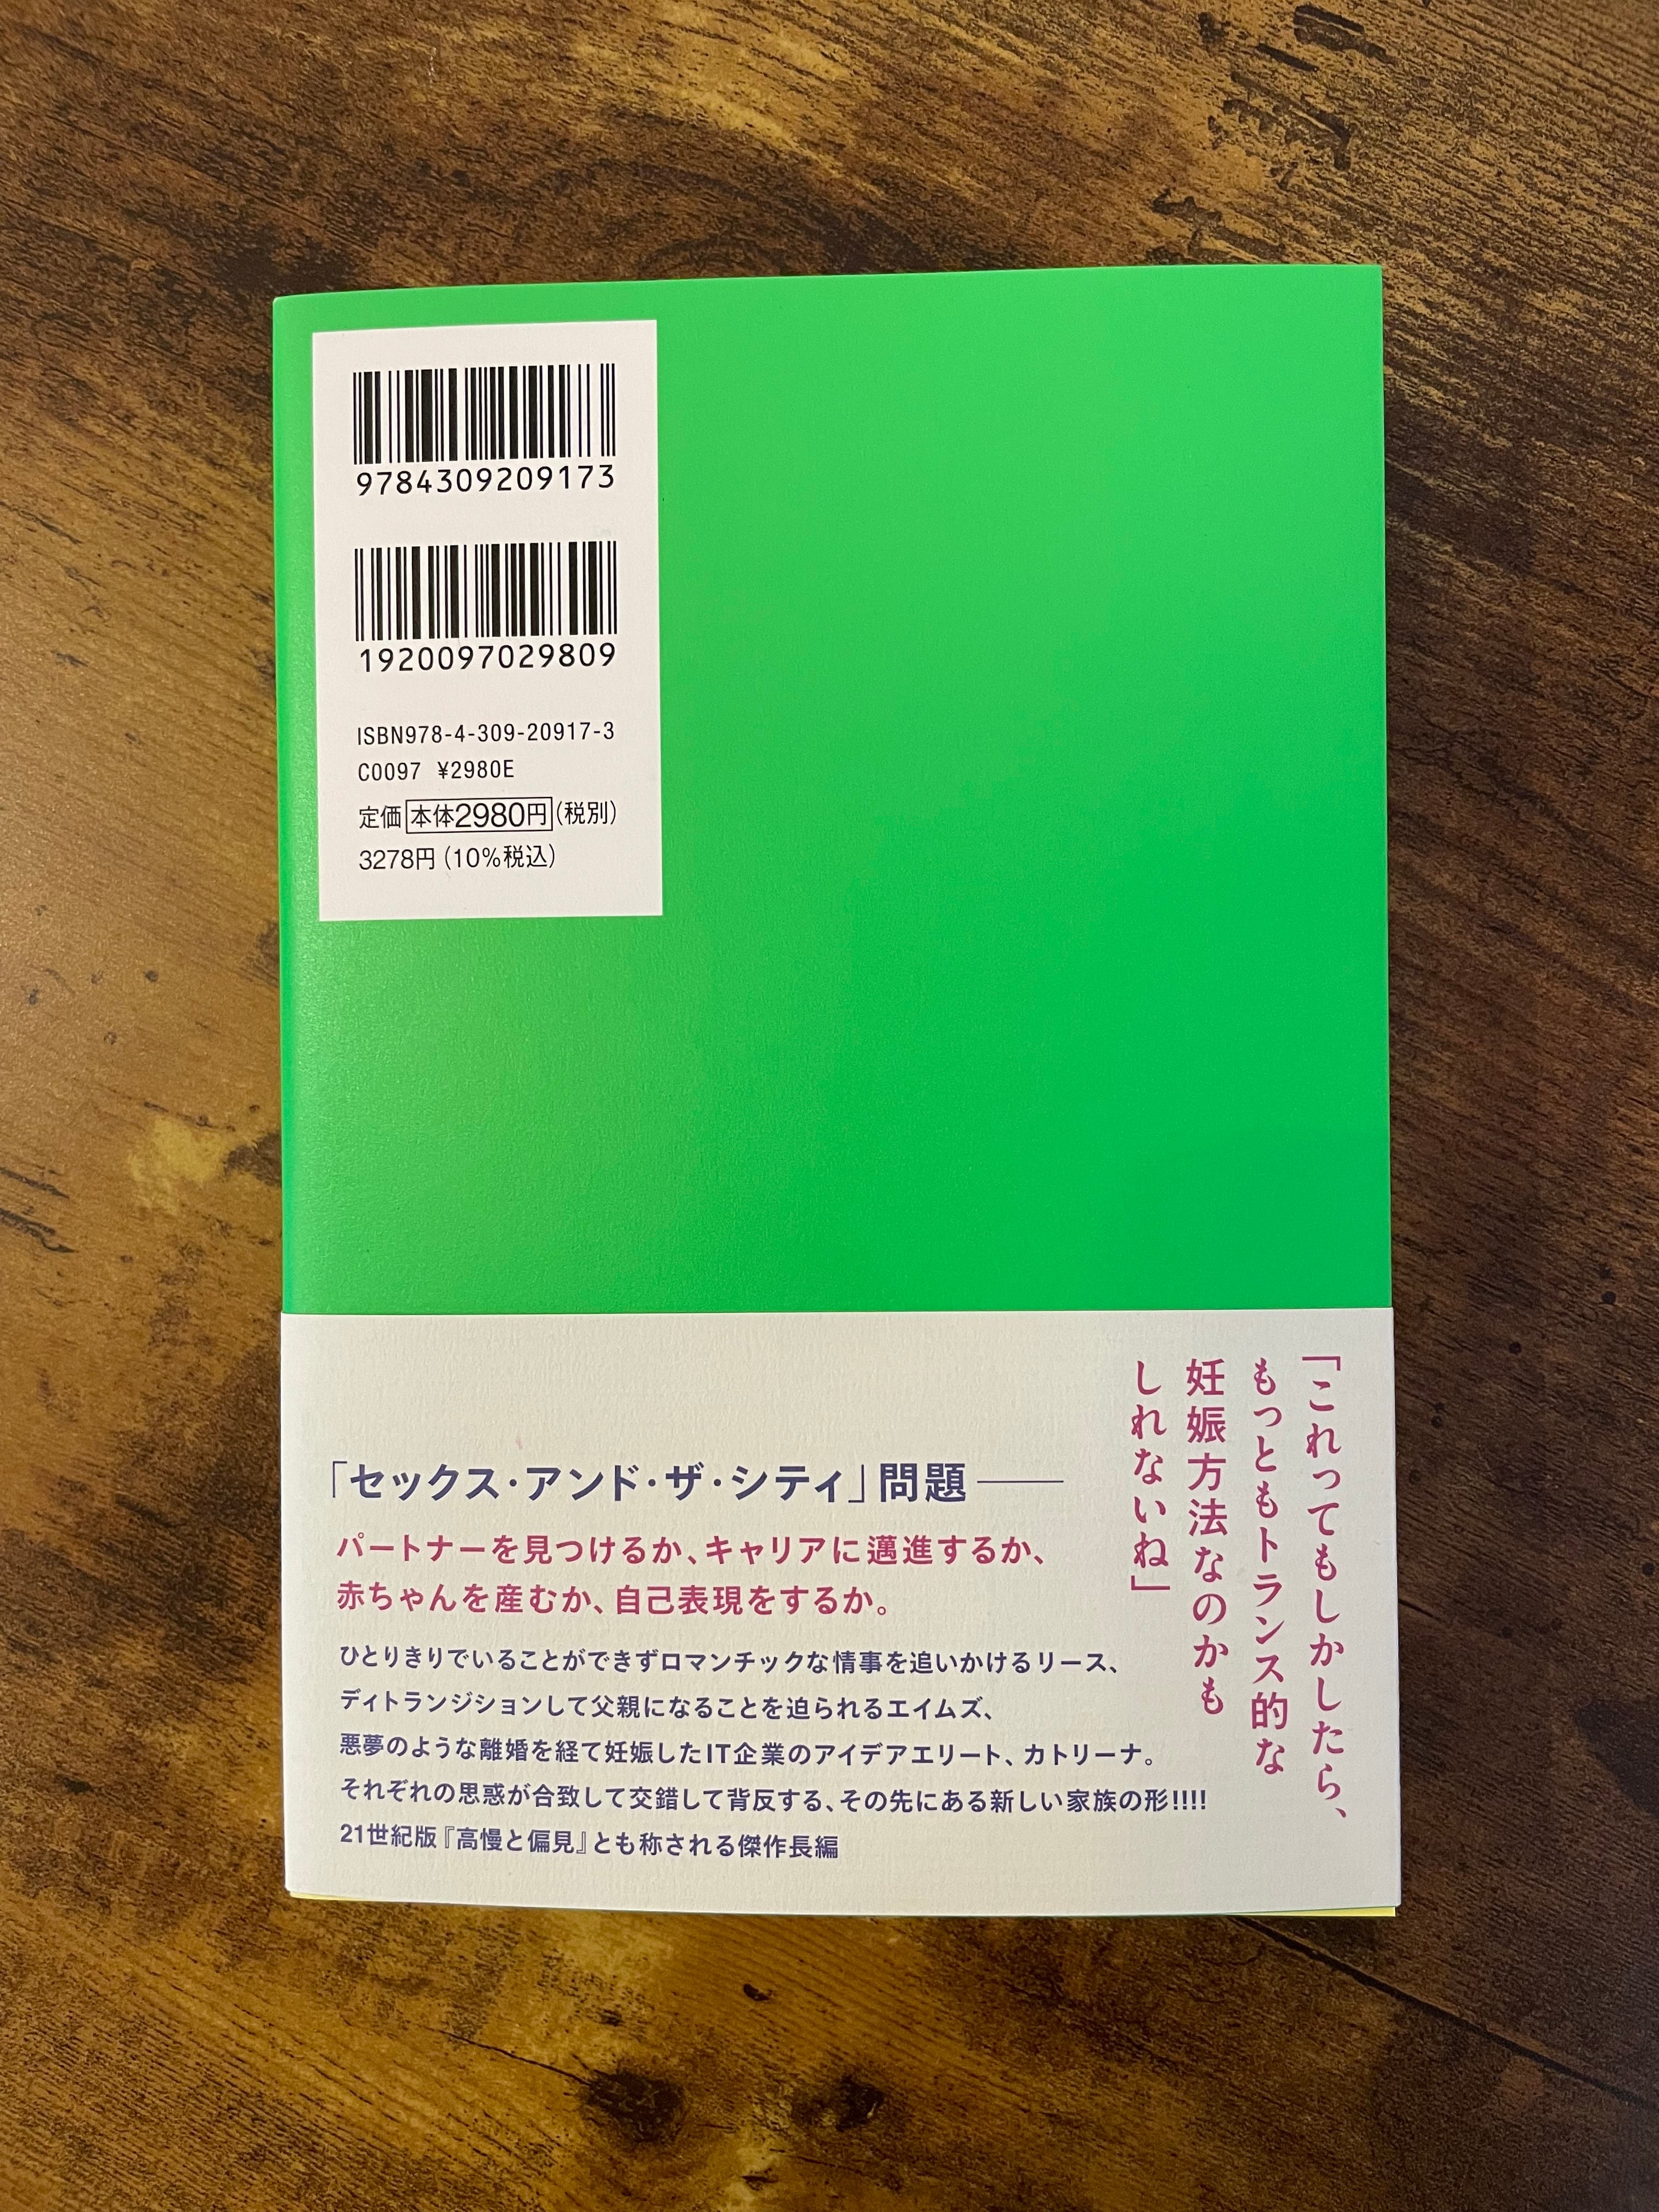 9784309209173
1920097029809
ISBN978-4-309-20917-3
C0097 ¥2980E
定価本体2980円(税別)
3278円(10%税込)
「これってもしかしたら、
もっともトランス的な
妊娠方法なのかも
しれないね」
「セックス・アンド・ザ・シティ」問題――
パートナーを見つけるか、キャリアに邁進するか、
赤ちゃんを産むか、自己表現をするか。
ひとりきりでいることができずロマンチックな情事を追いかけるリース、
ディトランジションして父親になることを迫られるエイムズ、
悪夢のような離婚を経て妊娠したIT企業のアイデアエリート、カトリーナ。
それぞれの思惑が合致して交錯して背反する、その先にある新しい家族の形!!!!
21世紀版『高慢と偏見』とも称される傑作長編